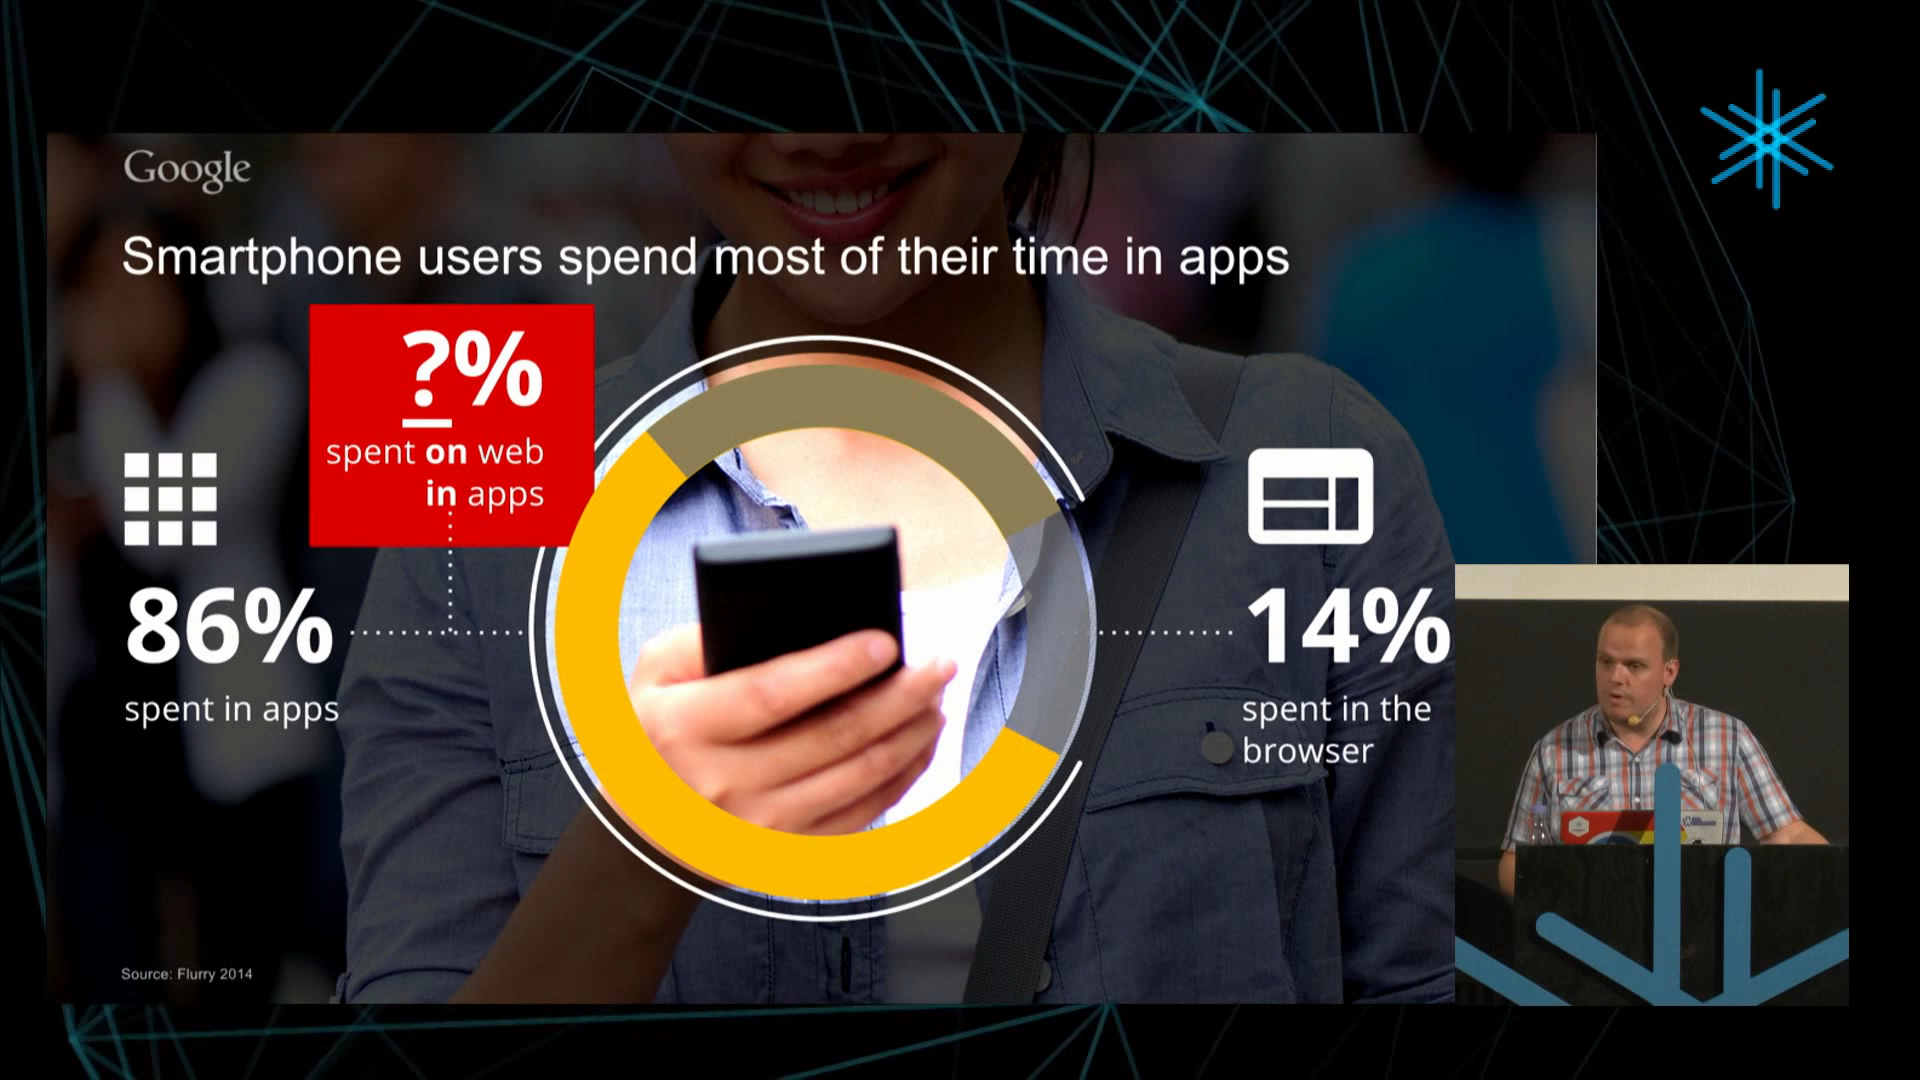 Google
Smartphone users spend most of their time in apps
?%
spent on web
in apps
86%
spent in apps
14%
spent in the
browser
Source: Flurry 2014